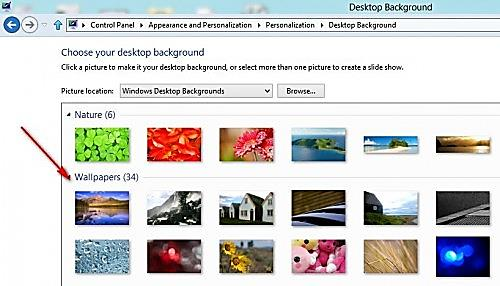 Desktop Background
Control Panel ▸ Appearance and Personalization ▸ Personalization ▸ Desktop Background
Choose your desktop background
Click a picture to make it your desktop background, or select more than one picture to create a slide show.
Picture location: Windows Desktop Backgrounds Browse...
Nature (6)
Wallpapers (34)